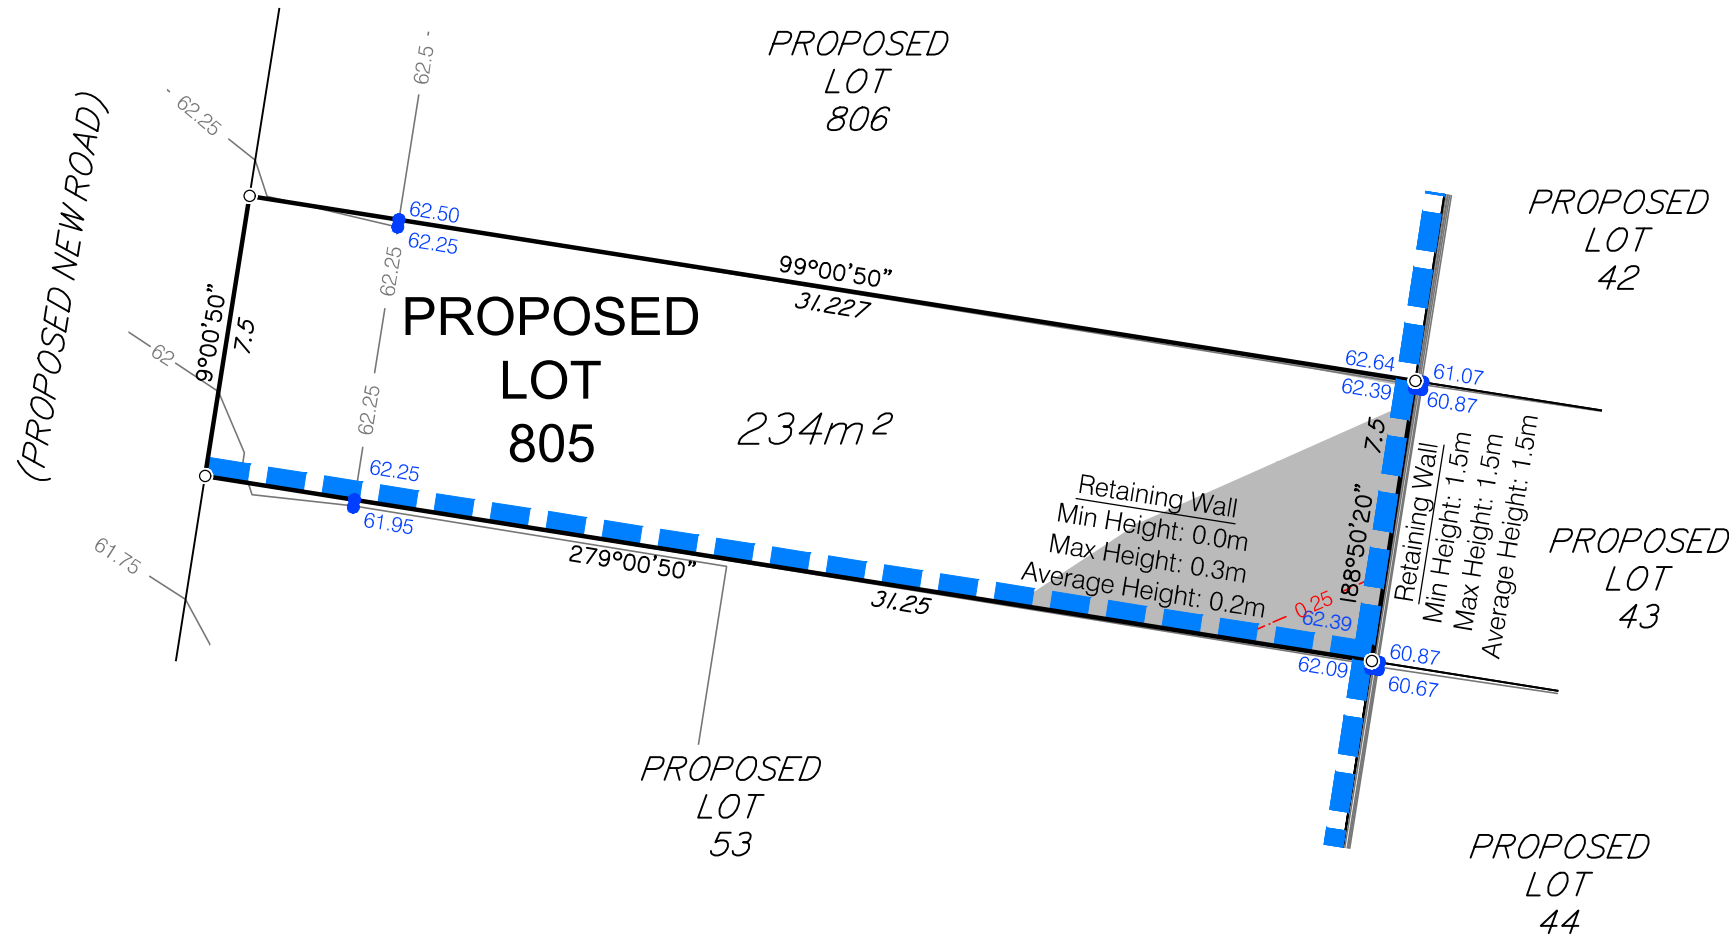 PROPOSED
LOT
806
- 62.5 -
- 62.25
(PROPOSED NEW ROAD)
62.50
62.25
62.25
62.25
99°00'50"
31.227
PROPOSED
LOT
42
9°00'50"
7.5
62
PROPOSED
LOT
805
234m²
62.64
62.39
61.07
60.87
7.5
188°50'20"
Retaining Wall
Min Height: 1.5m
Max Height: 1.5m
Average Height: 1.5m
Retaining Wall
Min Height: 0.0m
Max Height: 0.3m
Average Height: 0.2m
PROPOSED
LOT
43
62.25
61.95
61.75
279°00'50"
31.25
0.25
62.39
62.09
60.87
60.67
PROPOSED
LOT
53
PROPOSED
LOT
44